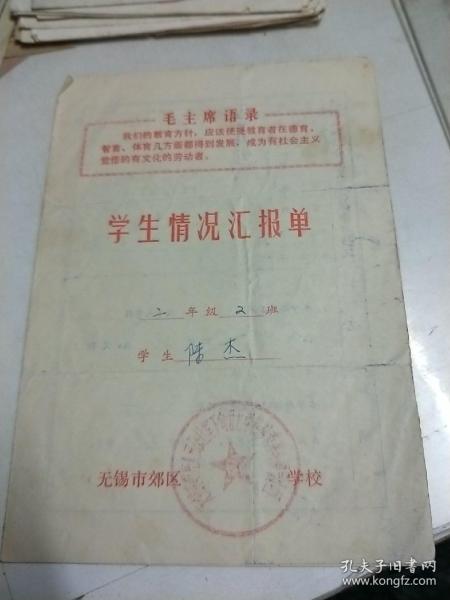 毛主席语录
我们的教育方针，应该使受教育者在德育、
智育、体育几方面都得到发展，成为有社会主义
觉悟的有文化的劳动者。
学生情况汇报单
二 年级 2 班
学生 陆杰
无锡市郊区 学校
孔夫子旧书网
www.kongfz.com